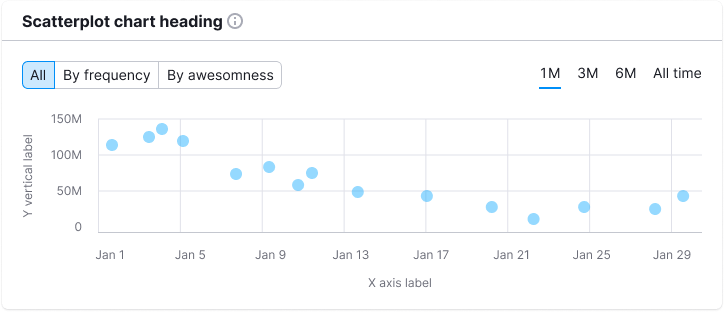 Scatterplot chart heading
All By frequency By awesomness 1M 3M 6M All time
150M
100M
50M
0
Y vertical label
Jan 1 Jan 5 Jan 9 Jan 13 Jan 17 Jan 21 Jan 25 Jan 29
X axis label